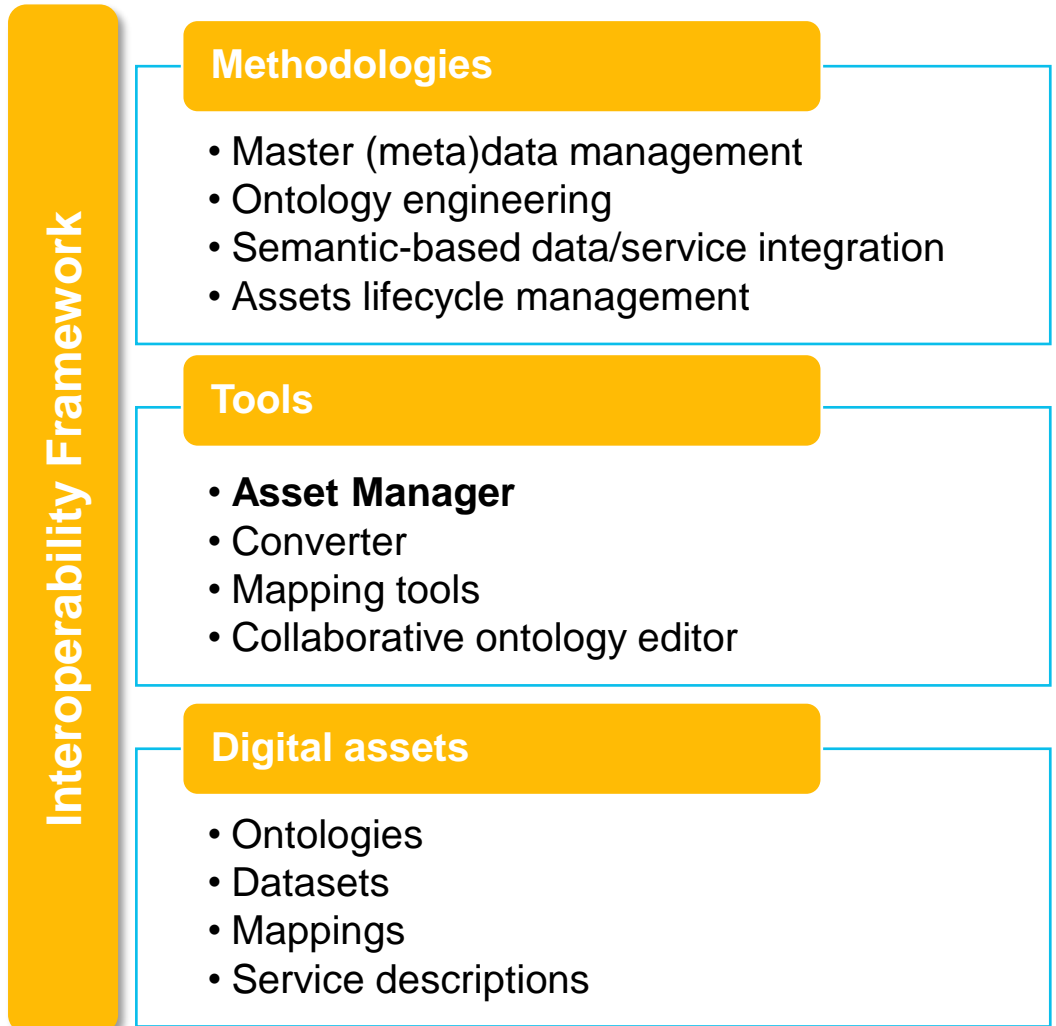 Interoperability Framework
Methodologies
• Master (meta)data management
• Ontology engineering
• Semantic-based data/service integration
• Assets lifecycle management
Tools
• Asset Manager
• Converter
• Mapping tools
• Collaborative ontology editor
Digital assets
• Ontologies
• Datasets
• Mappings
• Service descriptions